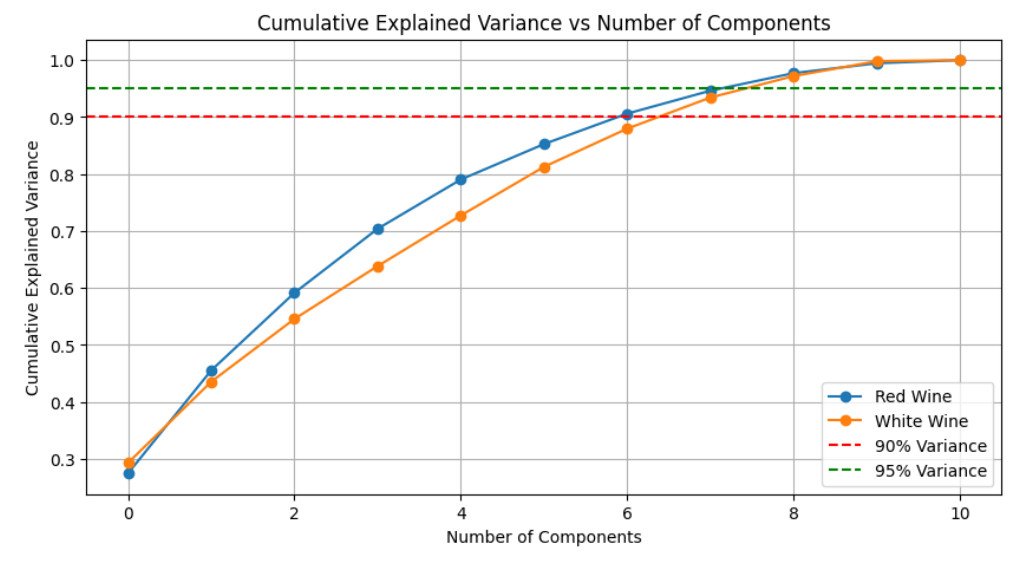 Cumulative Explained Variance vs Number of Components
Cumulative Explained Variance
1.0
0.9
0.8
0.7
0.6
0.5
0.4
0.3
Red Wine
White Wine
90% Variance
95% Variance
0 2 4 6 8 10
Number of Components